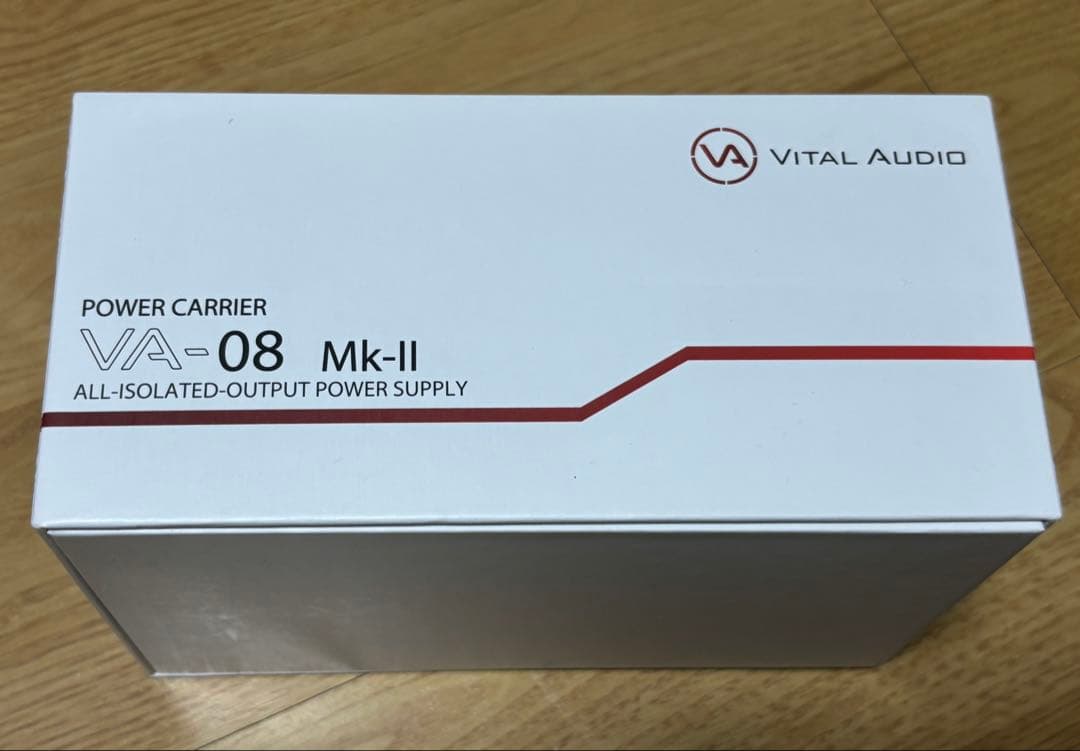 VA VITAL AUDIO
POWER CARRIER
VA-08 Mk-II
ALL-ISOLATED-OUTPUT POWER SUPPLY